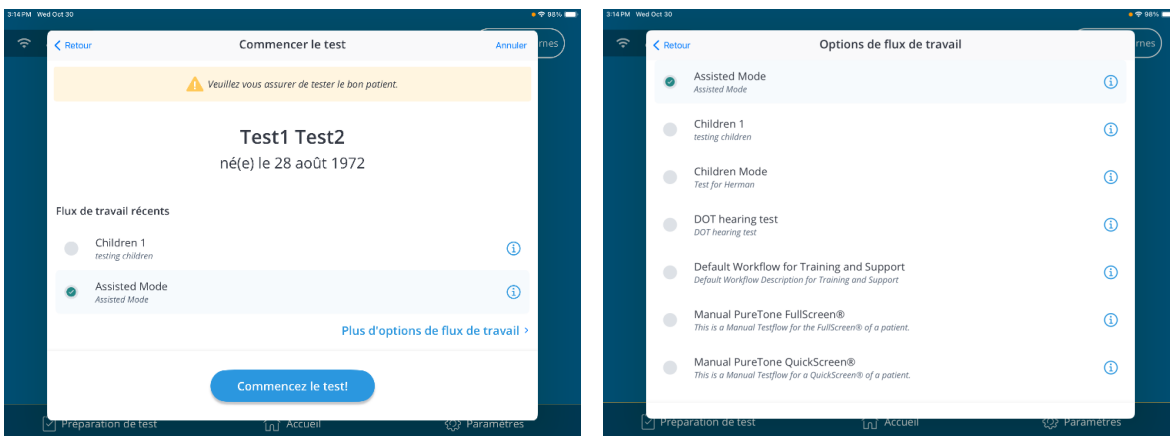 3:14 PM Wed Oct 30
98%
Retour
Commencer le test
Annuler
rnes
Veuillez vous assurer de tester le bon patient.
Test1 Test2
né(e) le 28 août 1972
Flux de travail récents
Children 1
testing children
Assisted Mode
Assisted Mode
Plus d'options de flux de travail
Commencez le test!
Préparation de test
Accueil
Paramètres
3:14 PM Wed Oct 30
98%
Retour
Options de flux de travail
rnes
Assisted Mode
Assisted Mode
Children 1
testing children
Children Mode
Test for Herman
DOT hearing test
DOT hearing test
Default Workflow for Training and Support
Default Workflow Description for Training and Support
Manual PureTone FullScreen®
This is a Manual Testflow for the FullScreen® of a patient.
Manual PureTone QuickScreen®
This is a Manual Testflow for a QuickScreen® of a patient.
Préparation de test
Accueil
Paramètres